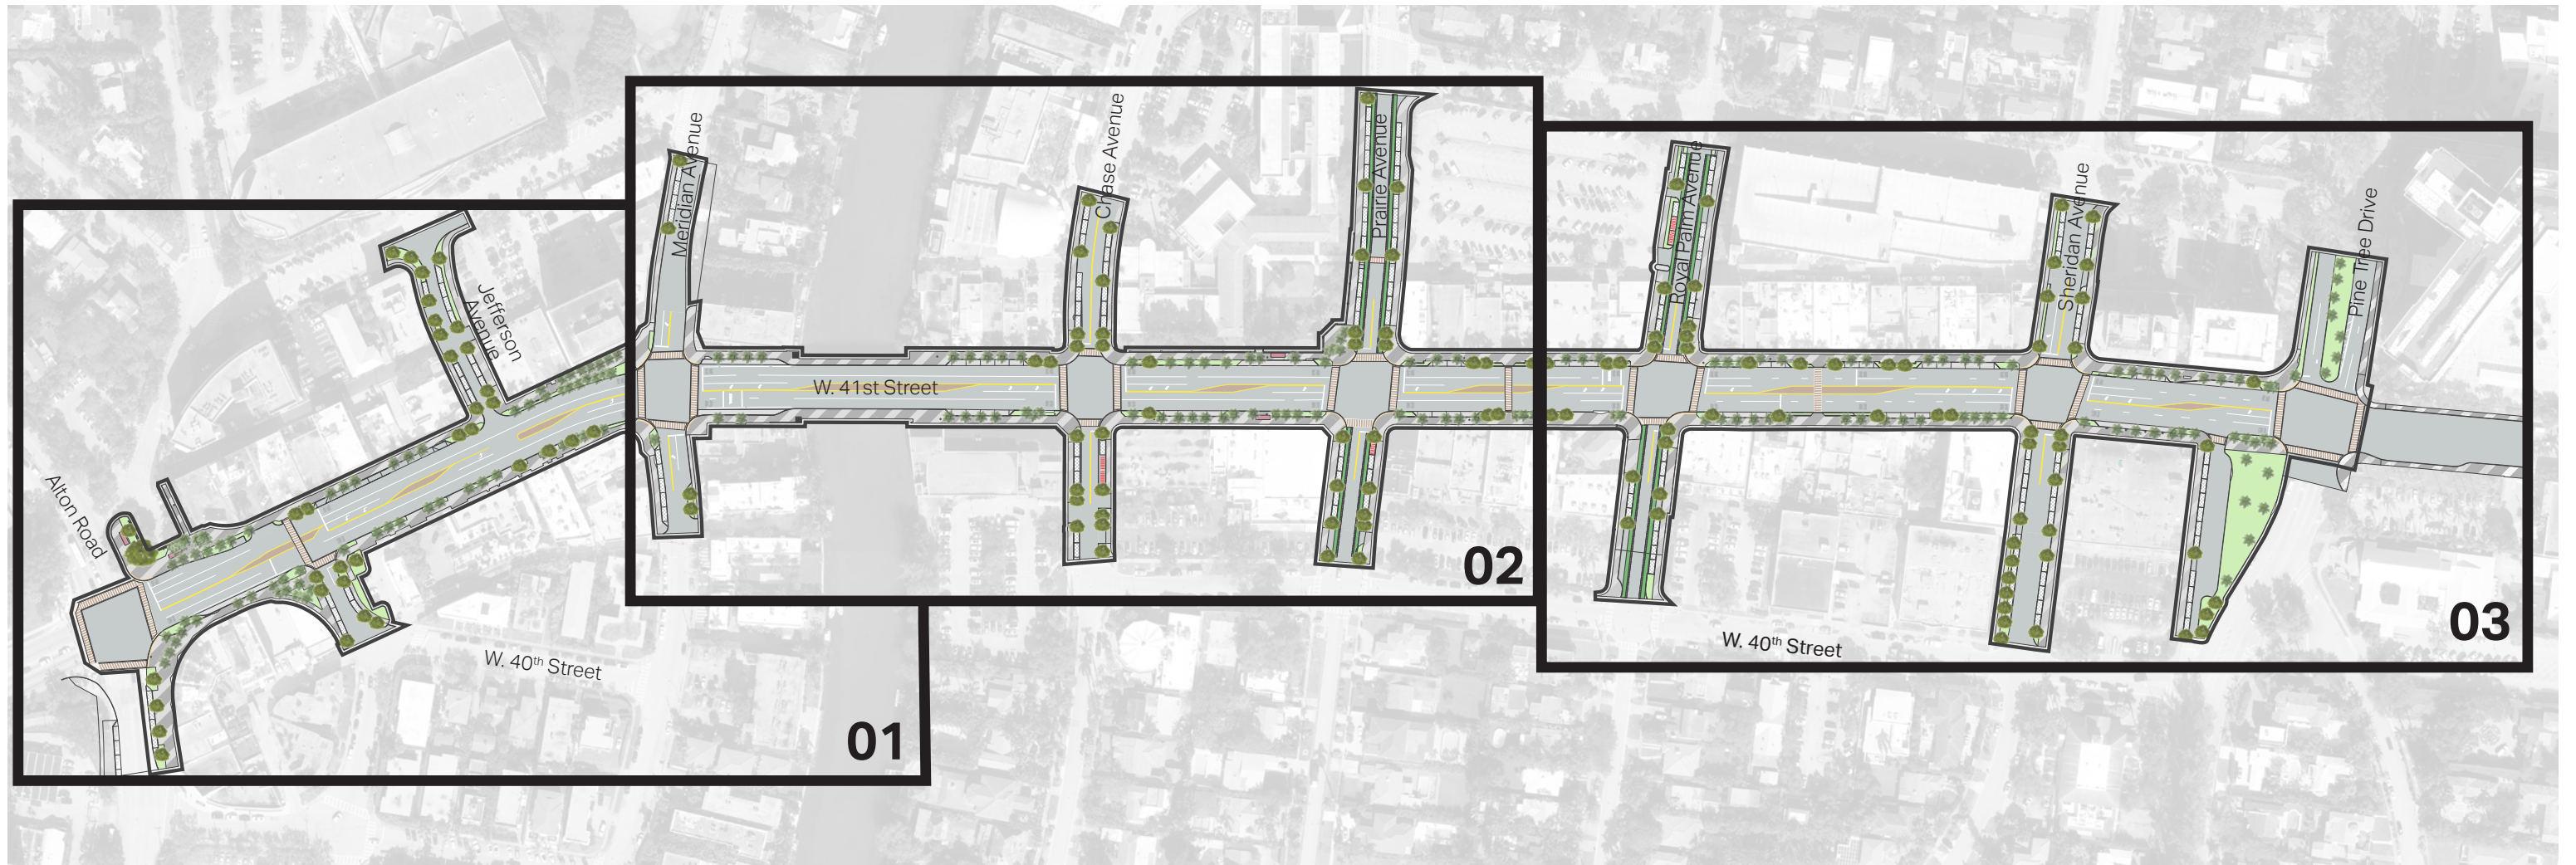 Alton Road
Jefferson
Avenue
W. 40th Street
01
Meridian Avenue
W. 41st Street
Chase Avenue
Prairie Avenue
02
Royal Palm Avenue
Sheridan Avenue
Pine Tree Drive
W. 40th Street
03